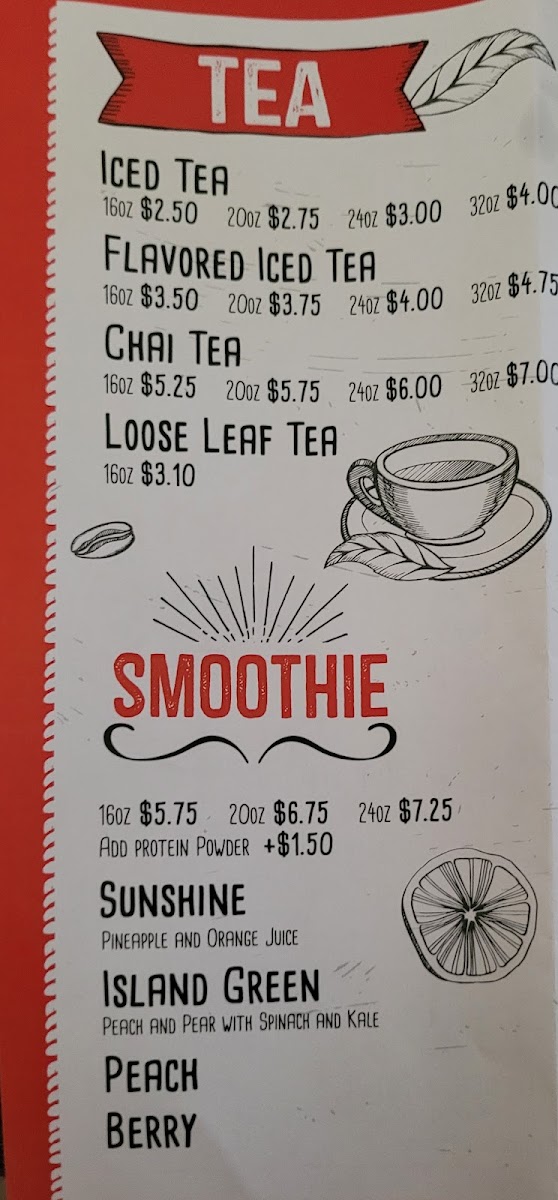 TEA
ICED TEA
16OZ $2.50 20OZ $2.75 24OZ $3.00 32OZ $4.00
FLAVORED ICED TEA
16OZ $3.50 20OZ $3.75 24OZ $4.00 32OZ $4.75
CHAI TEA
16OZ $5.25 20OZ $5.75 24OZ $6.00 32OZ $7.00
LOOSE LEAF TEA
16OZ $3.10
SMOOTHIE
16OZ $5.75 20OZ $6.75 24OZ $7.25
ADD PROTEIN POWDER +$1.50
SUNSHINE
PINEAPPLE AND ORANGE JUICE
ISLAND GREEN
PEACH AND PEAR WITH SPINACH AND KALE
PEACH
BERRY